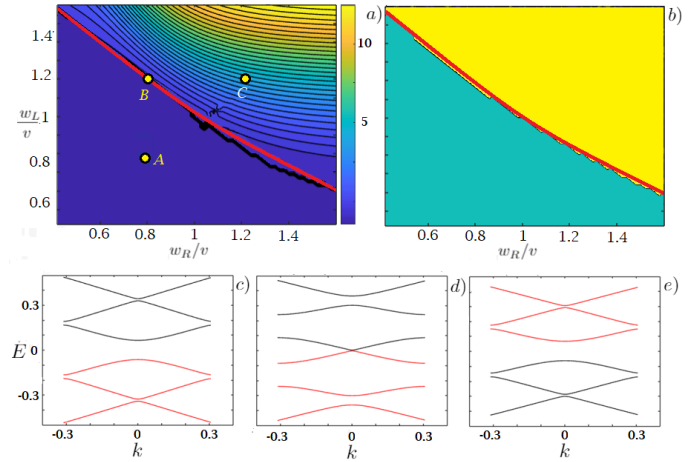 a)
b)
1.4
1.2
1
0.8
0.6
w_L/v
B
C
A
10
5
0.6 0.8 1 1.2 1.4
w_R/v
0.6 0.8 1 1.2 1.4
w_R/v
c)
d)
e)
0.3
0
-0.3
E
-0.3 0 0.3
k
-0.3 0 0.3
k
-0.3 0 0.3
k